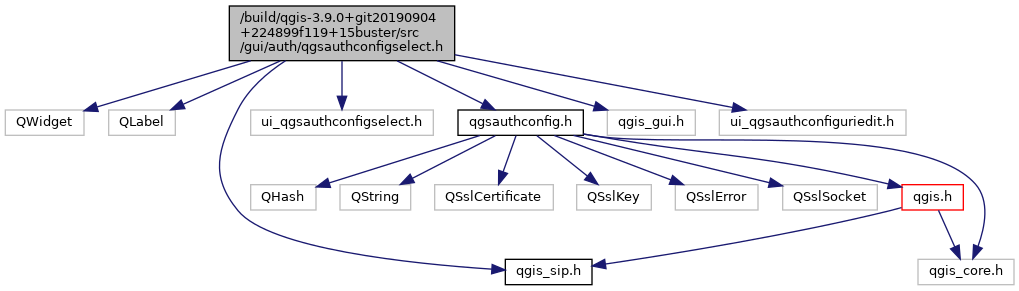 /build/qgis-3.9.0+git20190904
+224899f119+15buster/src
/gui/auth/qgsauthconfigselect.h
QWidget
QLabel
ui_qgsauthconfigselect.h
qgsauthconfig.h
qgis_gui.h
ui_qgsauthconfiguriedit.h
QHash
QString
QSslCertificate
QSslKey
QSslError
QSslSocket
qgis.h
qgis_sip.h
qgis_core.h